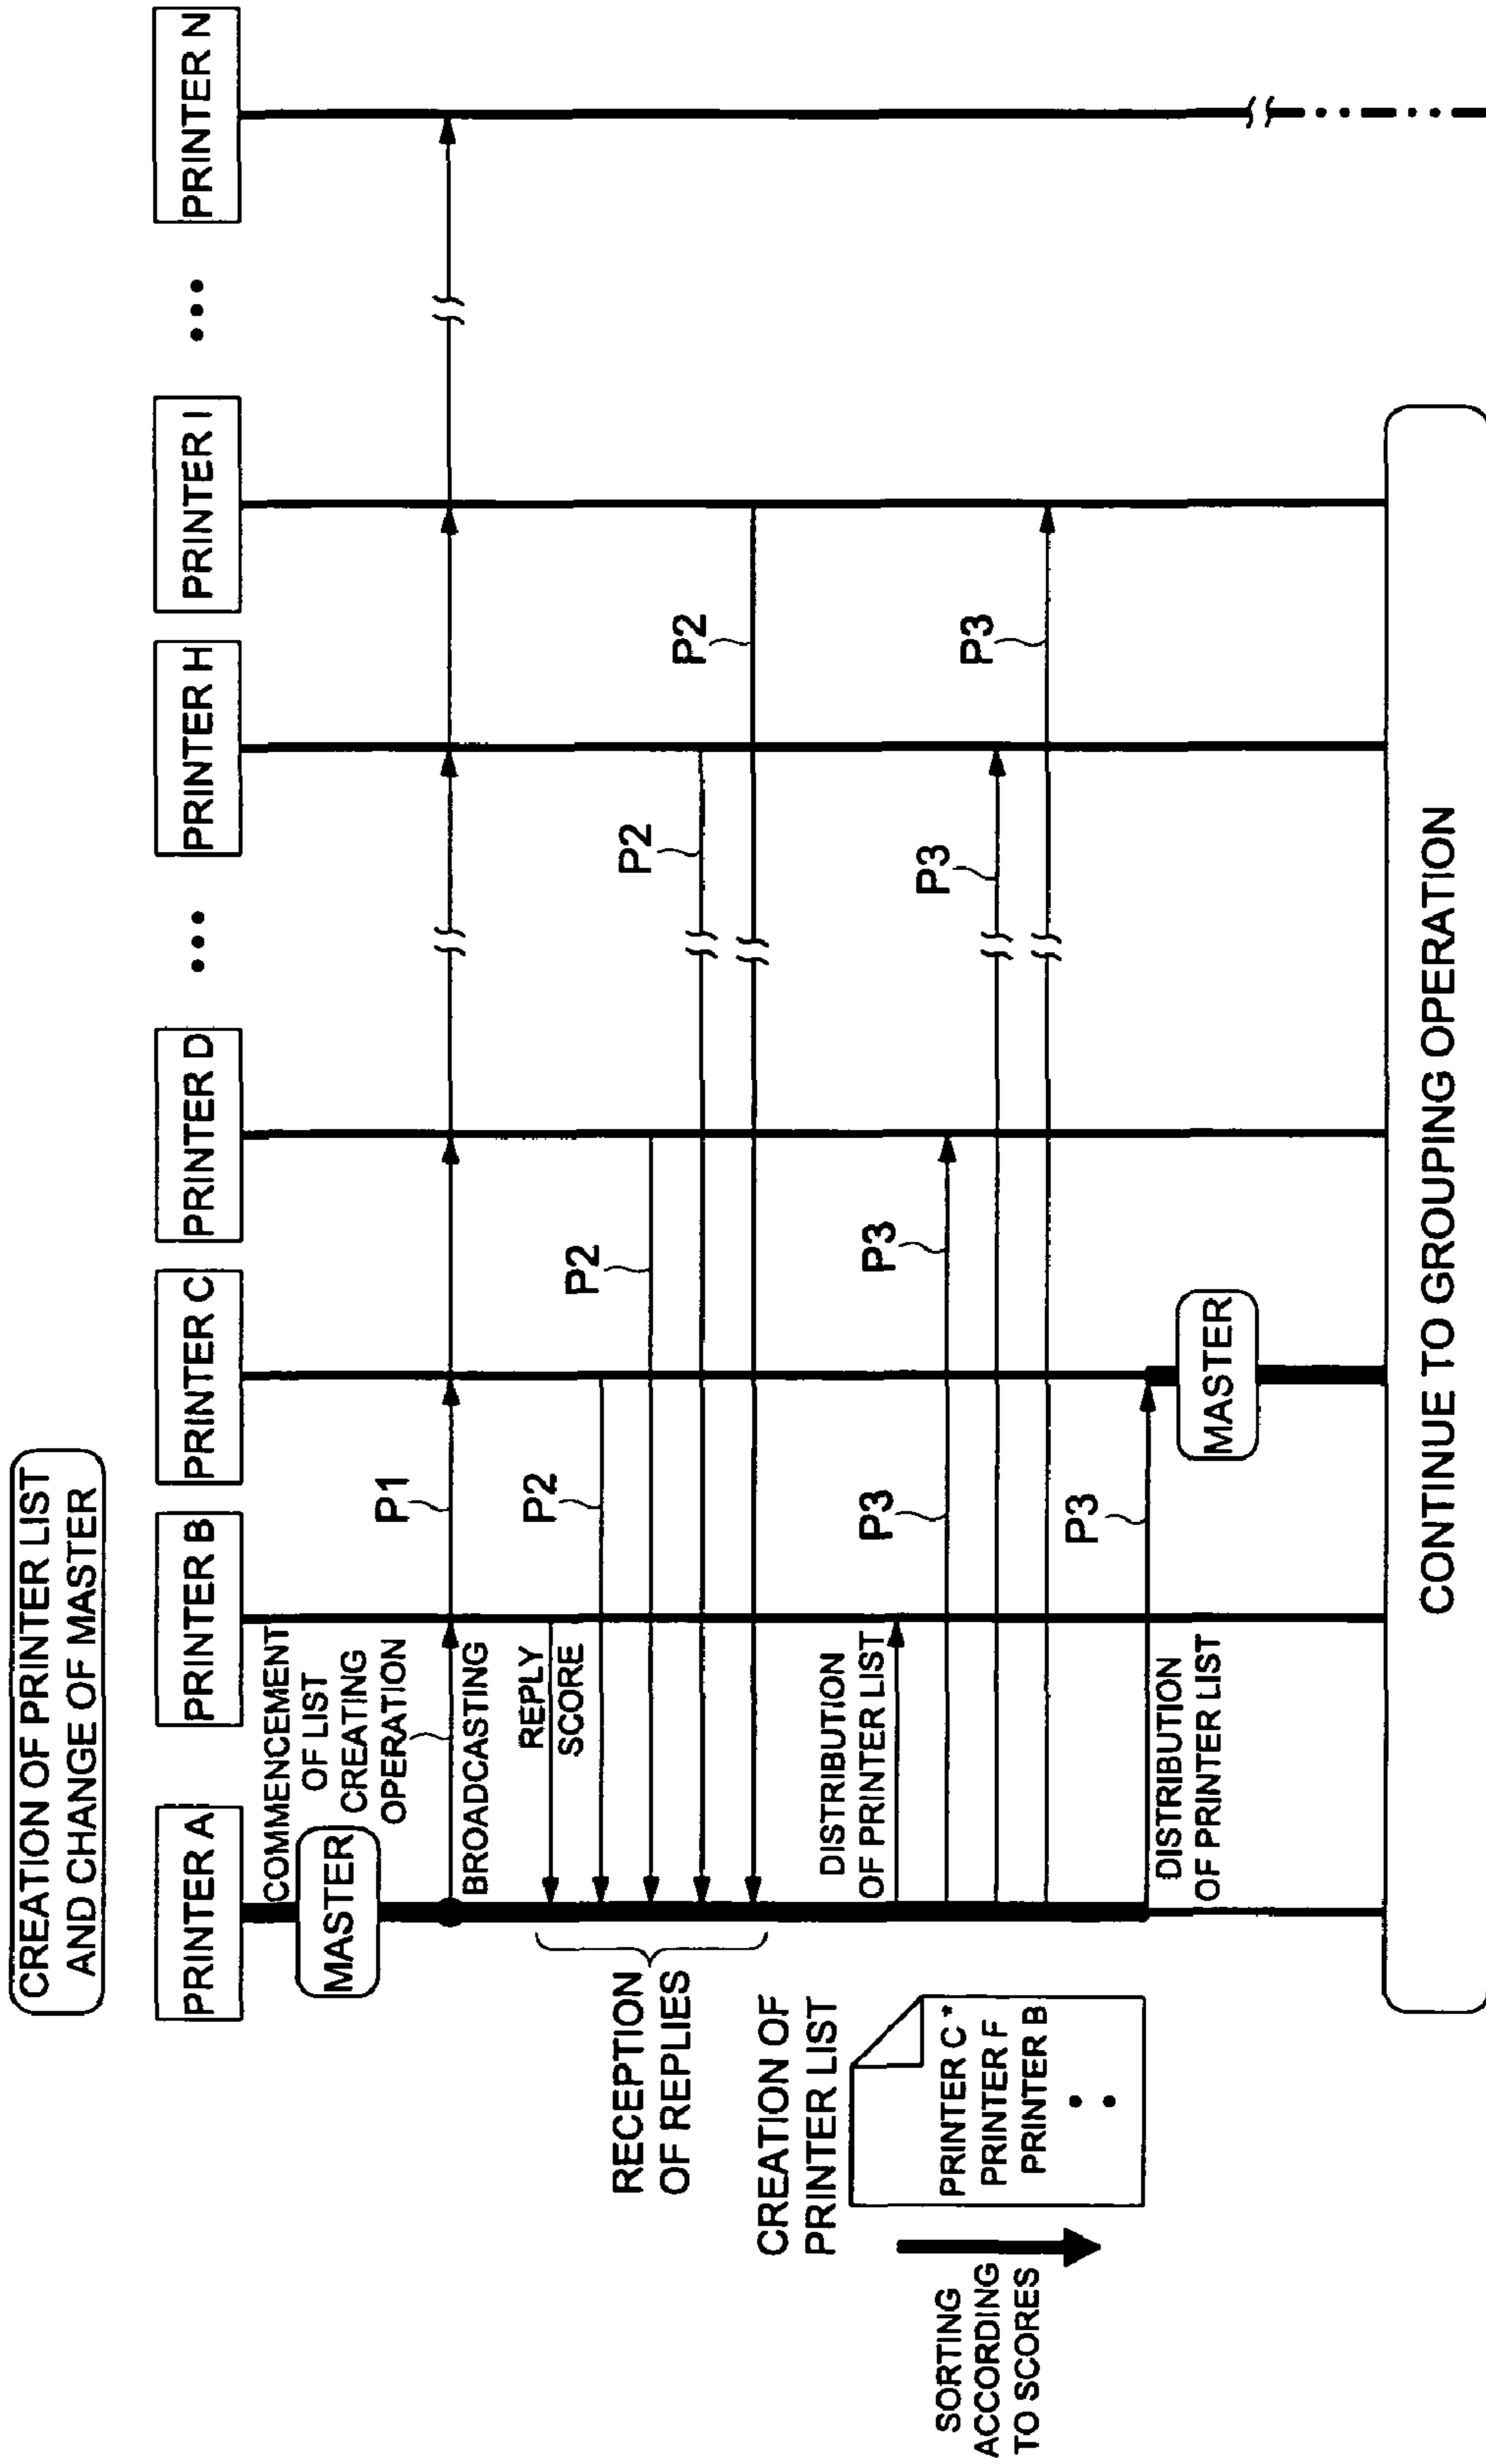 CREATION OF PRINTER LIST
AND CHANGE OF MASTER
PRINTER A
PRINTER B
PRINTER C
PRINTER D
•••
PRINTER H
PRINTER I
•••
PRINTER N
MASTER
COMMENCEMENT
OF LIST
CREATING
OPERATION
P1
BROADCASTING
REPLY
SCORE
P2
P2
P2
P2
RECEPTION
OF REPLIES
CREATION OF
PRINTER LIST
PRINTER C *
PRINTER F
PRINTER B
SORTING
ACCORDING
TO SCORES
DISTRIBUTION
OF PRINTER LIST
P3
P3
P3
P3
P3
DISTRIBUTION
OF PRINTER LIST
MASTER
CONTINUE TO GROUPING OPERATION